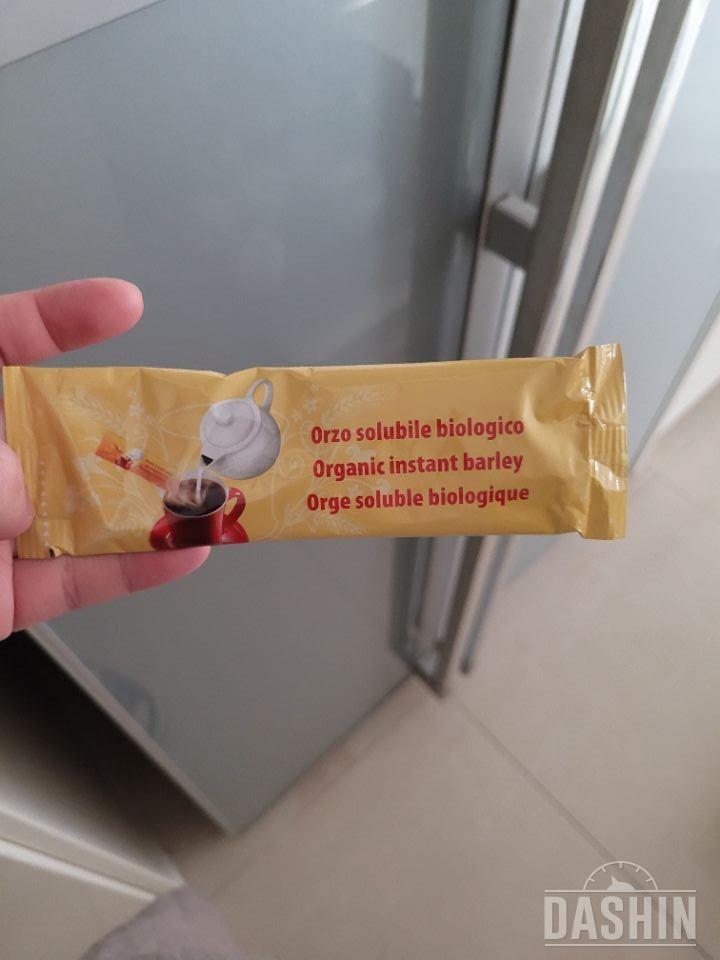 Orzo solubile biologico
Organic instant barley
Orge soluble biologique
DASHIN